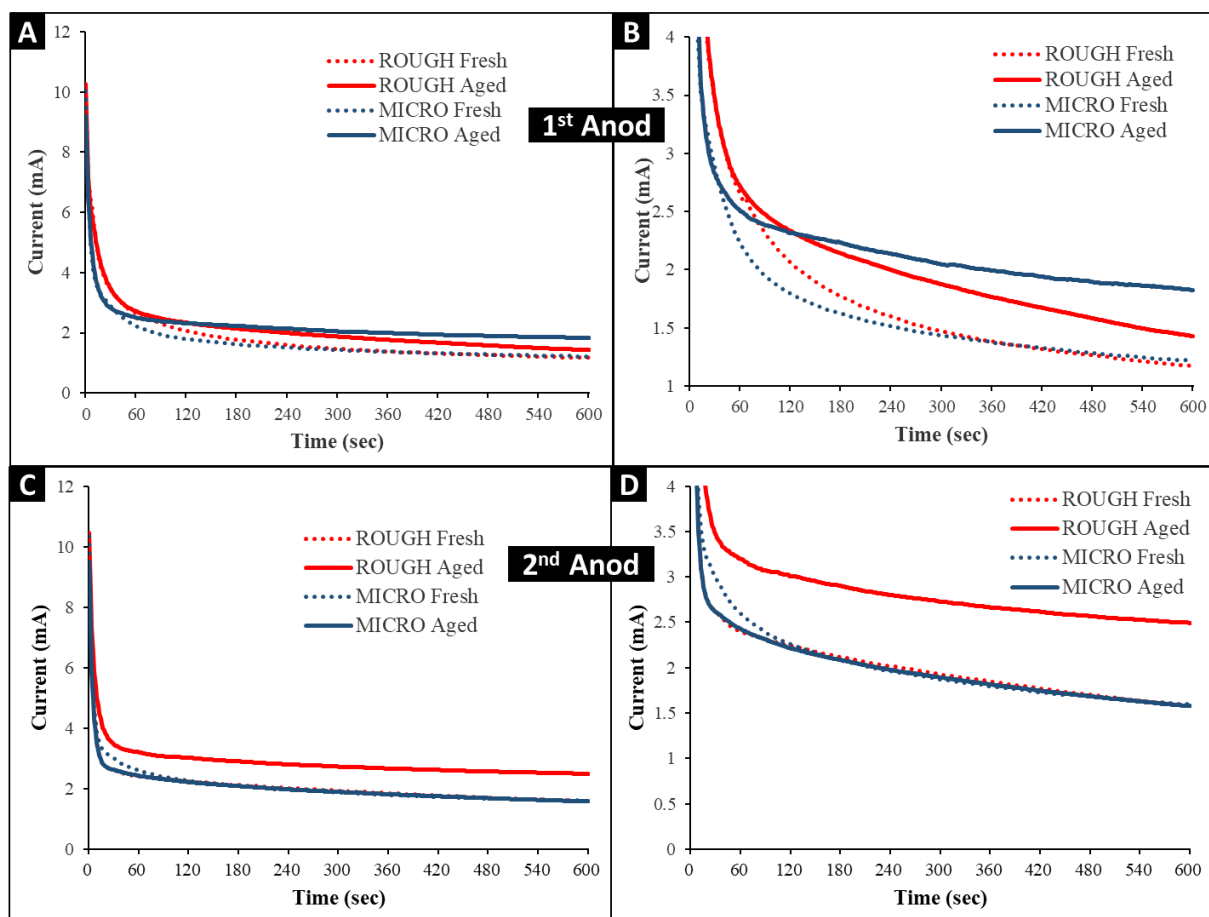 A
12
10
8
6
4
2
0
Current (mA)
0 60 120 180 240 300 360 420 480 540 600
Time (sec)
ROUGH Fresh
ROUGH Aged
MICRO Fresh
MICRO Aged
1st Anod
B
4
3.5
3
2.5
2
1.5
1
Current (mA)
0 60 120 180 240 300 360 420 480 540 600
Time (sec)
ROUGH Fresh
ROUGH Aged
MICRO Fresh
MICRO Aged
C
12
10
8
6
4
2
0
Current (mA)
0 60 120 180 240 300 360 420 480 540 600
Time (sec)
ROUGH Fresh
ROUGH Aged
MICRO Fresh
MICRO Aged
2nd Anod
D
4
3.5
3
2.5
2
1.5
1
0.5
0
Current (mA)
0 60 120 180 240 300 360 420 480 540 600
Time (sec)
ROUGH Fresh
ROUGH Aged
MICRO Fresh
MICRO Aged